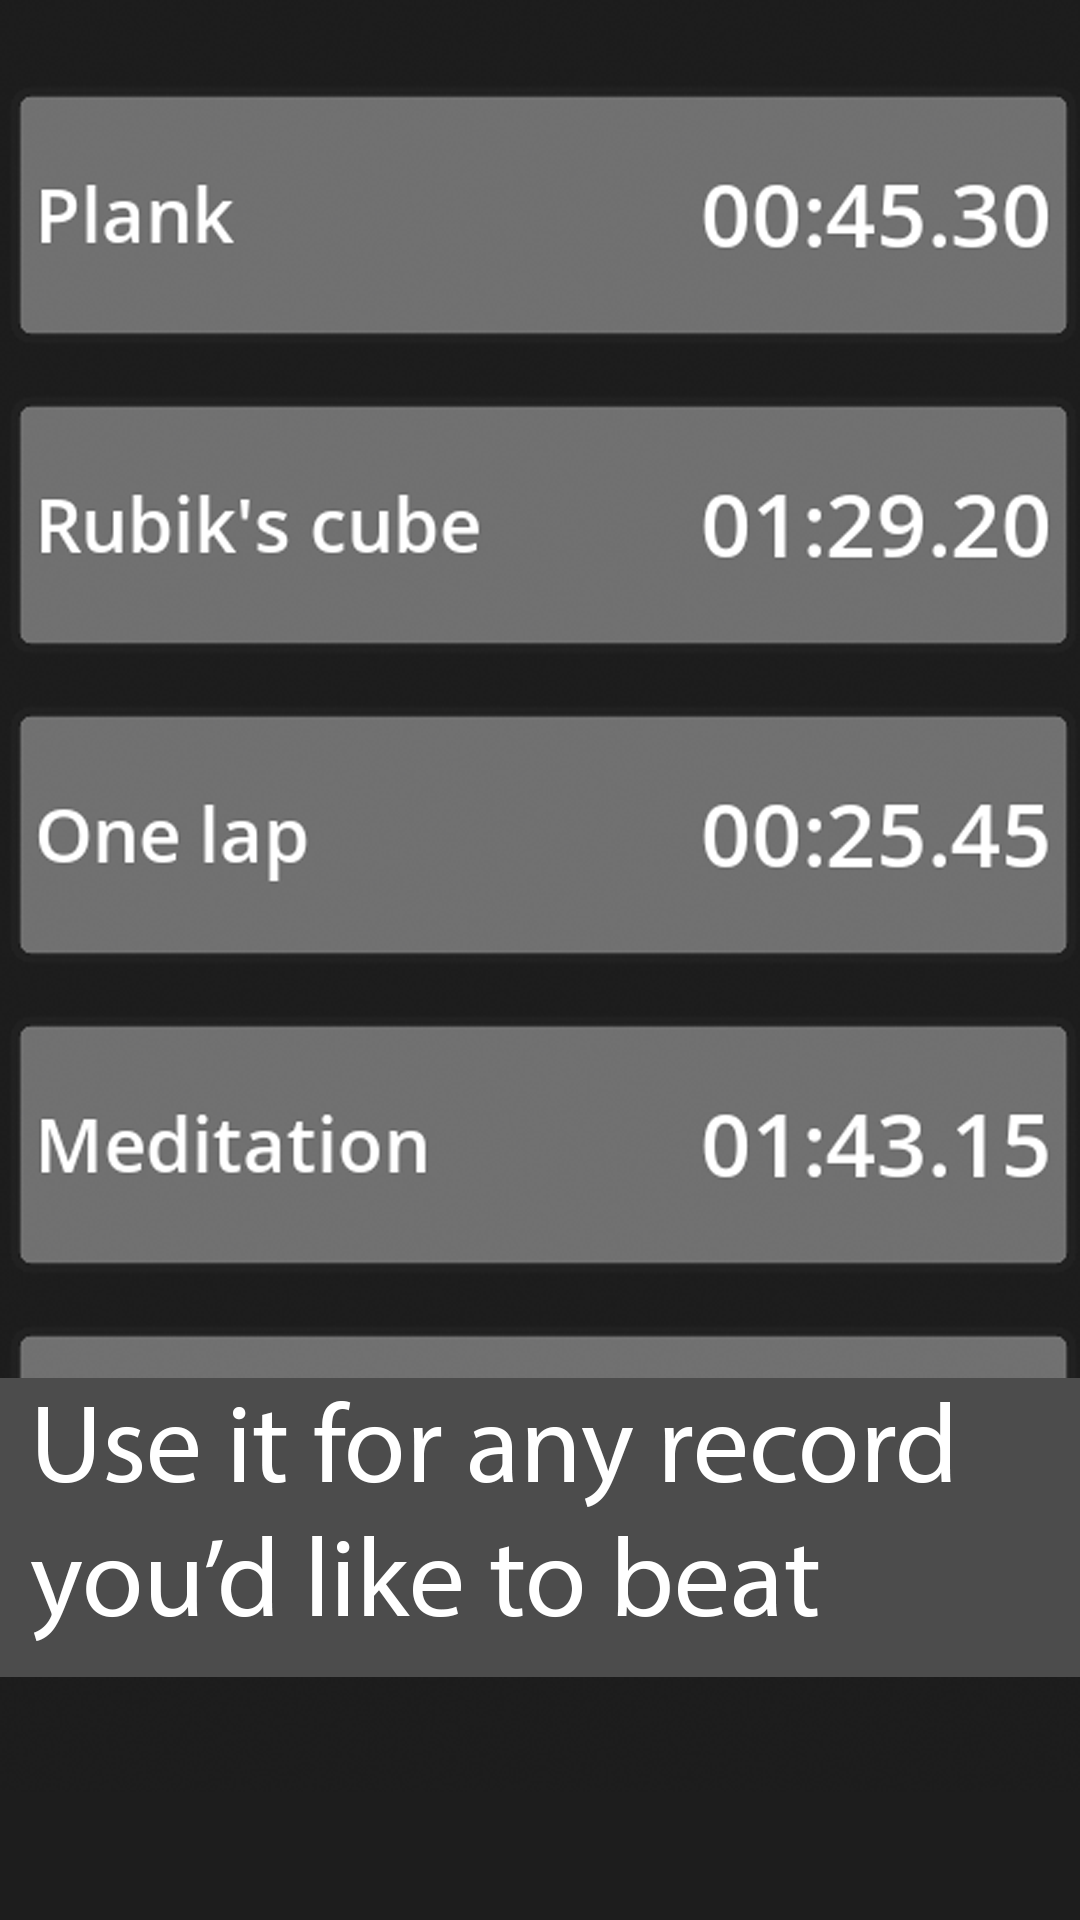 Plank 00:45.30
Rubik's cube 01:29.20
One lap 00:25.45
Meditation 01:43.15
Use it for any record
you’d like to beat